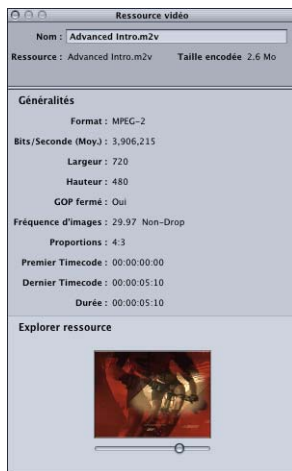 Ressource vidéo
Nom : Advanced Intro.m2v
Ressource : Advanced Intro.m2v Taille encodée 2,6 Mo
Généralités
Format : MPEG-2
Bits/Seconde (Moy.) : 3,906,215
Largeur : 720
Hauteur : 480
GOP fermé : Oui
Fréquence d'images : 29.97 Non-Drop
Proportions : 4:3
Premier Timecode : 00:00:00:00
Dernier Timecode : 00:00:05:10
Durée : 00:00:05:10
Explorer ressource